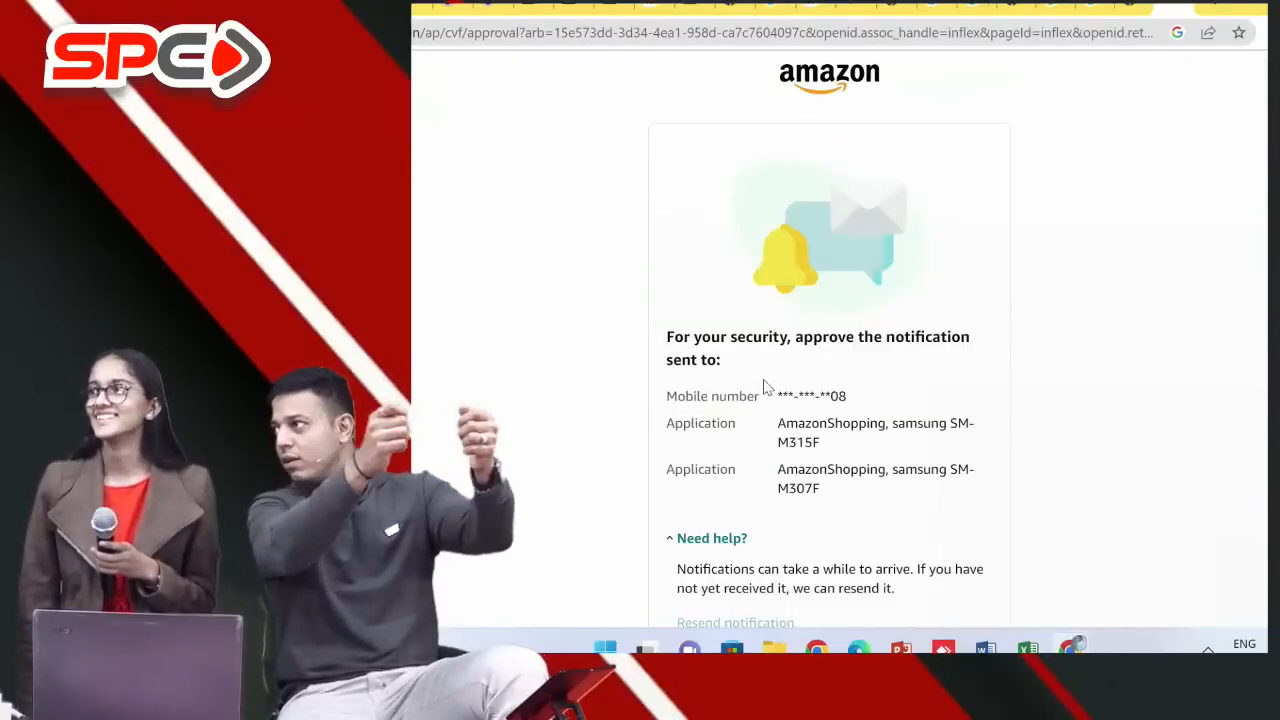 SPE
n/ap/cvf/approval?arb=15e573dd-3d34-4ea1-958d-ca7c7604097c&openid.assoc_handle=inflex&pageId=inflex&openid.ret...
amazon
For your security, approve the notification
sent to:
Mobile number ***-***-**08
Application AmazonShopping, samsung SM-
M315F
Application AmazonShopping, samsung SM-
M307F
Need help?
Notifications can take a while to arrive. If you have
not yet received it, we can resend it.
Resend notification
ENG